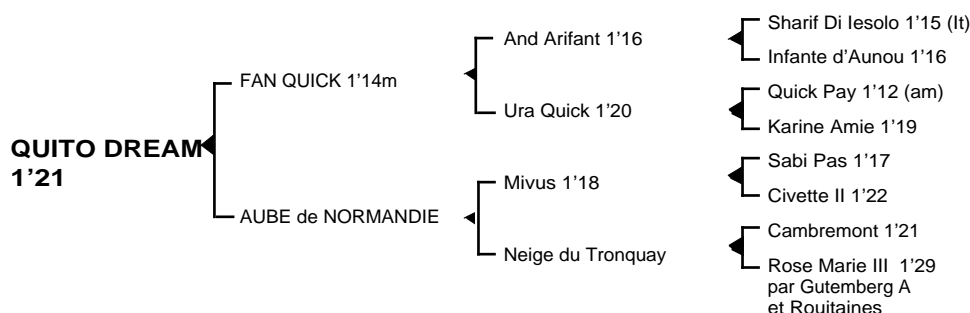 Sharif Di Iesolo 1’15 (It)
And Arifant 1’16
Infante d’Aunou 1’16
FAN QUICK 1’14m
Quick Pay 1’12 (am)
Ura Quick 1’20
Karine Amie 1’19
QUITO DREAM
1’21
Sabi Pas 1’17
Mivus 1’18
Civette II 1’22
AUBE de NORMANDIE
Cambremont 1’21
Neige du Tronquay
Rose Marie III 1’29
par Gutemberg A
et Rouitaines